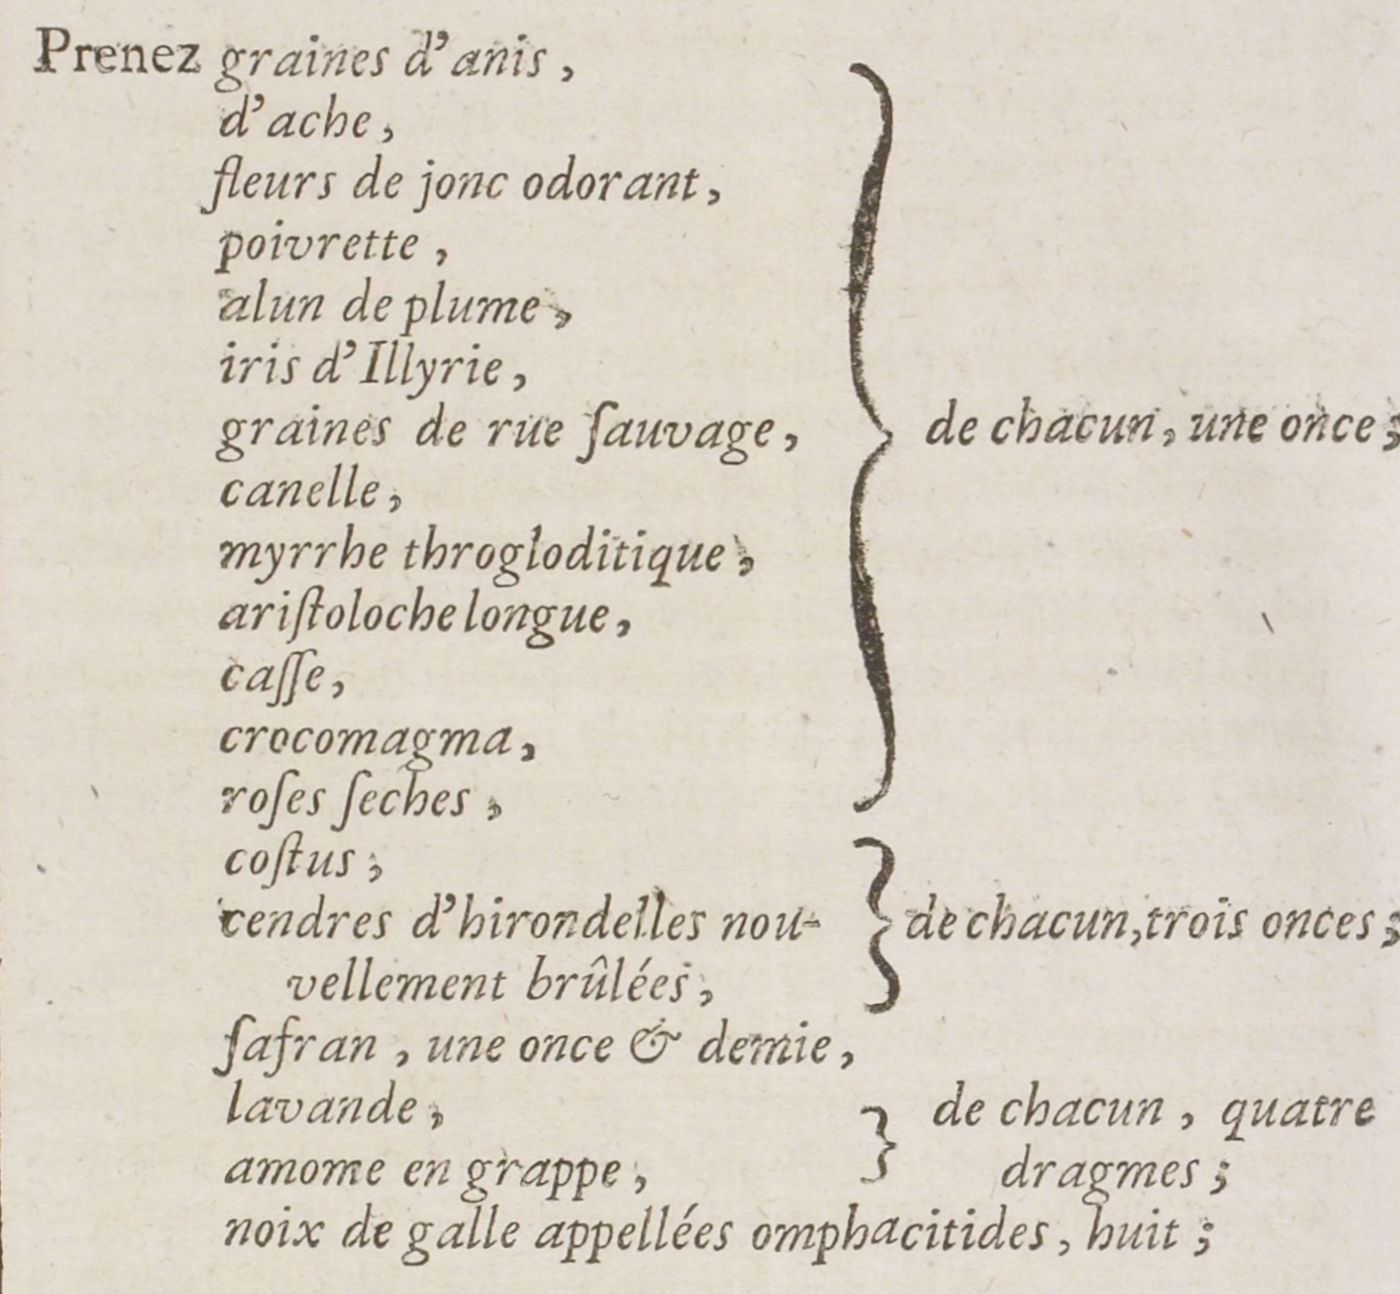 Prenez graines d'anis,
d'ache,
fleurs de jonc odorant,
poivrette,
alun de plume,
iris d'Illyrie,
graines de rue ſauvage,
de chacun, une once;
canelle,
myrrhe throgloditique,
ariſtoloche longue,
caſſe,
crocomagma,
roſes ſeches,
coſtus;
cendres d'hirondelles nou-
de chacun, trois onces;
vellement brûlées,
ſafran, une once & demie,
lavande,
de chacun, quatre
amome en grappe,
dragmes;
noix de galle appellées omphacitides, huit;